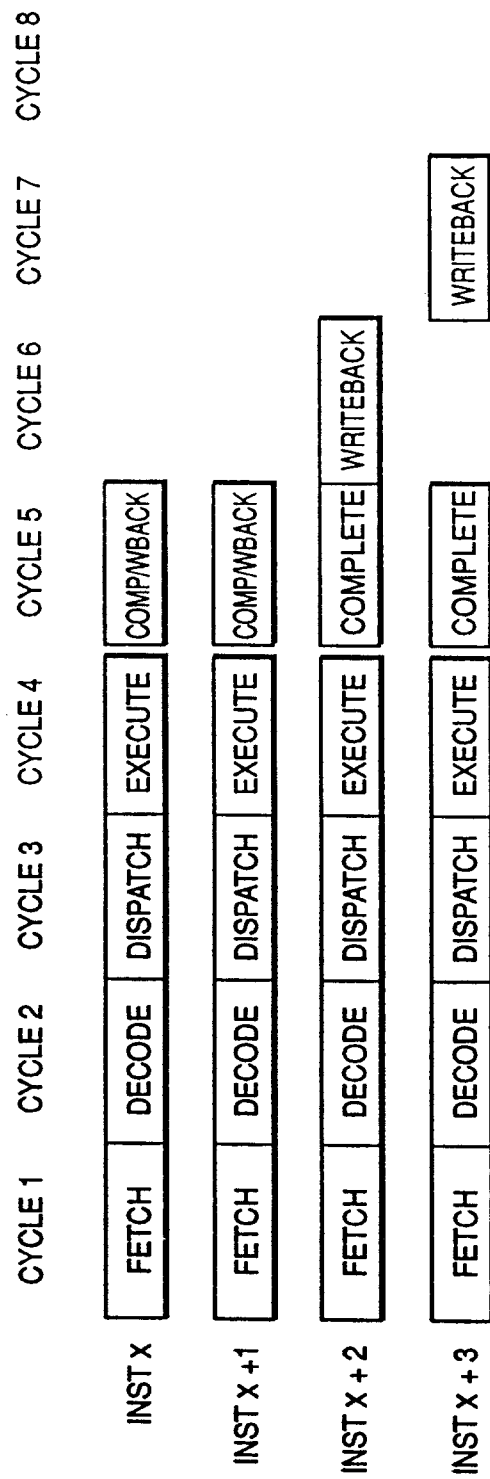 CYCLE 1 CYCLE 2 CYCLE 3 CYCLE 4 CYCLE 5 CYCLE 6 CYCLE 7 CYCLE 8
INST X FETCH DECODE DISPATCH EXECUTE COMP/WBACK
INST X +1 FETCH DECODE DISPATCH EXECUTE COMP/WBACK
INST X + 2 FETCH DECODE DISPATCH EXECUTE COMPLETE WRITEBACK
INST X + 3 FETCH DECODE DISPATCH EXECUTE COMPLETE WRITEBACK